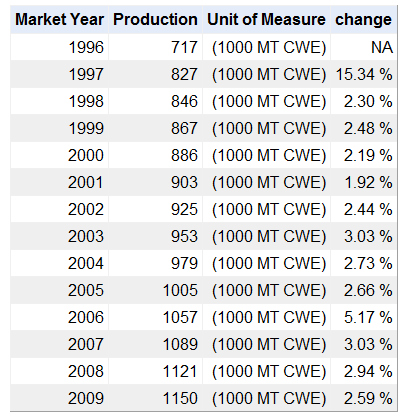 Market Year Production Unit of Measure change
1996 717 (1000 MT CWE) NA
1997 827 (1000 MT CWE) 15.34 %
1998 846 (1000 MT CWE) 2.30 %
1999 867 (1000 MT CWE) 2.48 %
2000 886 (1000 MT CWE) 2.19 %
2001 903 (1000 MT CWE) 1.92 %
2002 925 (1000 MT CWE) 2.44 %
2003 953 (1000 MT CWE) 3.03 %
2004 979 (1000 MT CWE) 2.73 %
2005 1005 (1000 MT CWE) 2.66 %
2006 1057 (1000 MT CWE) 5.17 %
2007 1089 (1000 MT CWE) 3.03 %
2008 1121 (1000 MT CWE) 2.94 %
2009 1150 (1000 MT CWE) 2.59 %